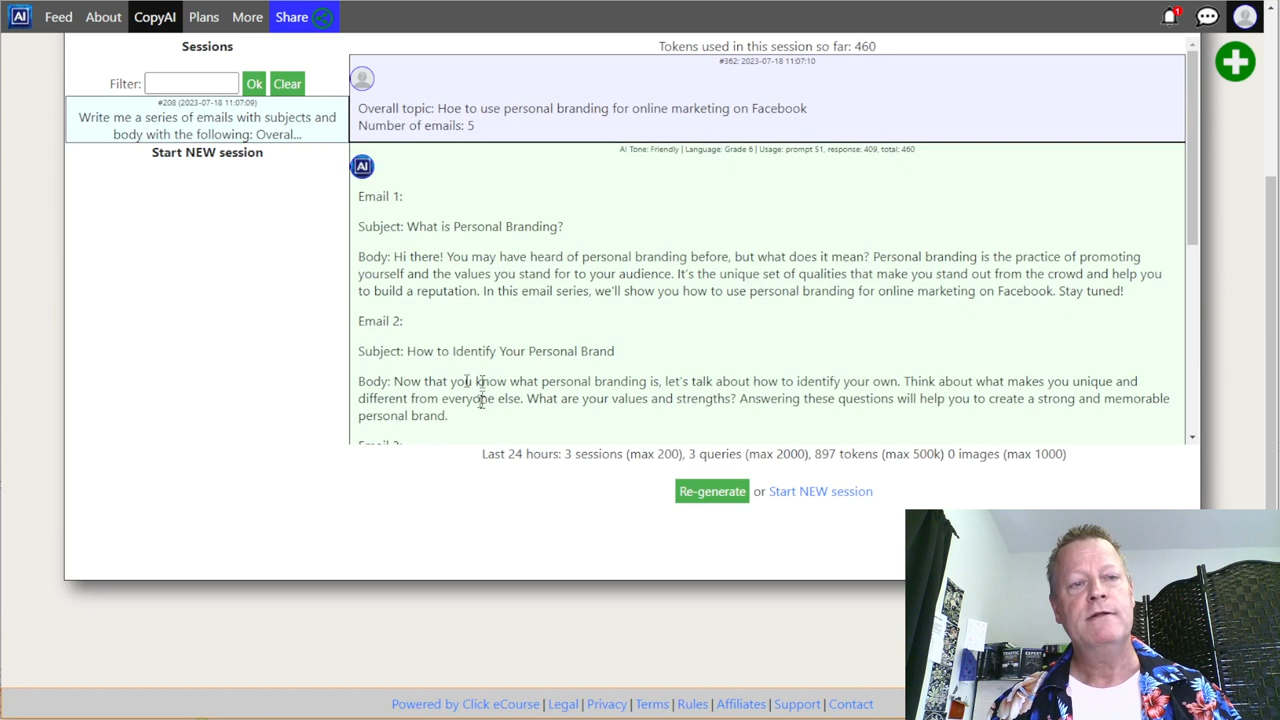 AI Feed About CopyAI Plans More Share
1
Sessions
Filter: Ok Clear
#208 (2023-07-18 11:07:09)
Write me a series of emails with subjects and
body with the following: Overal...
Start NEW session
Tokens used in this session so far: 460
#362: 2023-07-18 11:07:10
Overall topic: Hoe to use personal branding for online marketing on Facebook
Number of emails: 5
AI Tone: Friendly | Language: Grade 6 | Usage: prompt 51, response: 409, total: 460
AI
Email 1:
Subject: What is Personal Branding?
Body: Hi there! You may have heard of personal branding before, but what does it mean? Personal branding is the practice of promoting
yourself and the values you stand for to your audience. It's the unique set of qualities that make you stand out from the crowd and help you
to build a reputation. In this email series, we'll show you how to use personal branding for online marketing on Facebook. Stay tuned!
Email 2:
Subject: How to Identify Your Personal Brand
Body: Now that you know what personal branding is, let's talk about how to identify your own. Think about what makes you unique and
different from everyone else. What are your values and strengths? Answering these questions will help you to create a strong and memorable
personal brand.
Last 24 hours: 3 sessions (max 200), 3 queries (max 2000), 897 tokens (max 500k) 0 images (max 1000)
Re-generate or Start NEW session
TRAFFIC EXPERT
Powered by Click eCourse | Legal | Privacy | Terms | Rules | Affiliates | Support | Contact